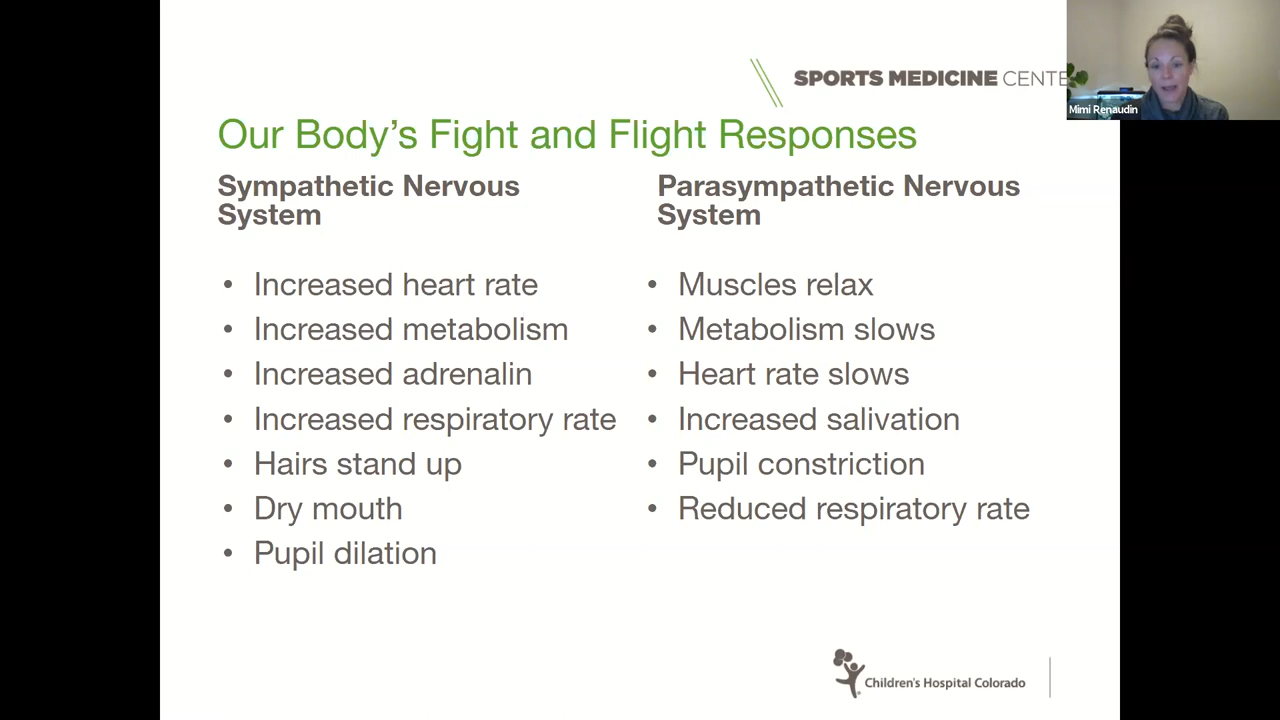 SPORTS MEDICINE CENTE
Mimi Renaudin
Our Body's Fight and Flight Responses
Sympathetic Nervous
System
• Increased heart rate
• Increased metabolism
• Increased adrenalin
• Increased respiratory rate
• Hairs stand up
• Dry mouth
• Pupil dilation
Parasympathetic Nervous
System
• Muscles relax
• Metabolism slows
• Heart rate slows
• Increased salivation
• Pupil constriction
• Reduced respiratory rate
Children's Hospital Colorado